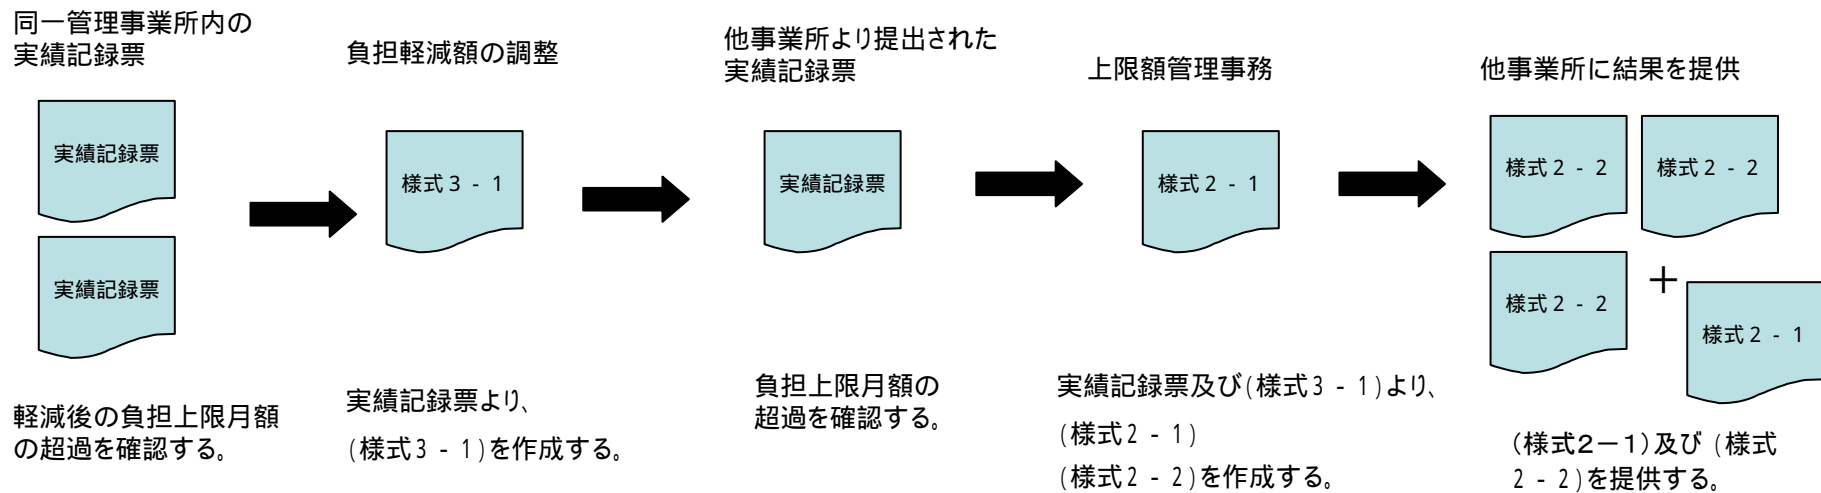 同一管理事業所内の
実績記録票
実績記録票
実績記録票
軽減後の負担上限月額
の超過を確認する。
負担軽減額の調整
様式3-1
実績記録票より、
(様式3-1)を作成する。
他事業所より提出された
実績記録票
実績記録票
負担上限月額の
超過を確認する。
上限額管理事務
様式2-1
実績記録票及び(様式3-1)より、
(様式2-1)
(様式2-2)を作成する。
他事業所に結果を提供
様式2-2
様式2-2
様式2-2
+
様式2-1
(様式2ー1)及び(様式
2-2)を提供する。